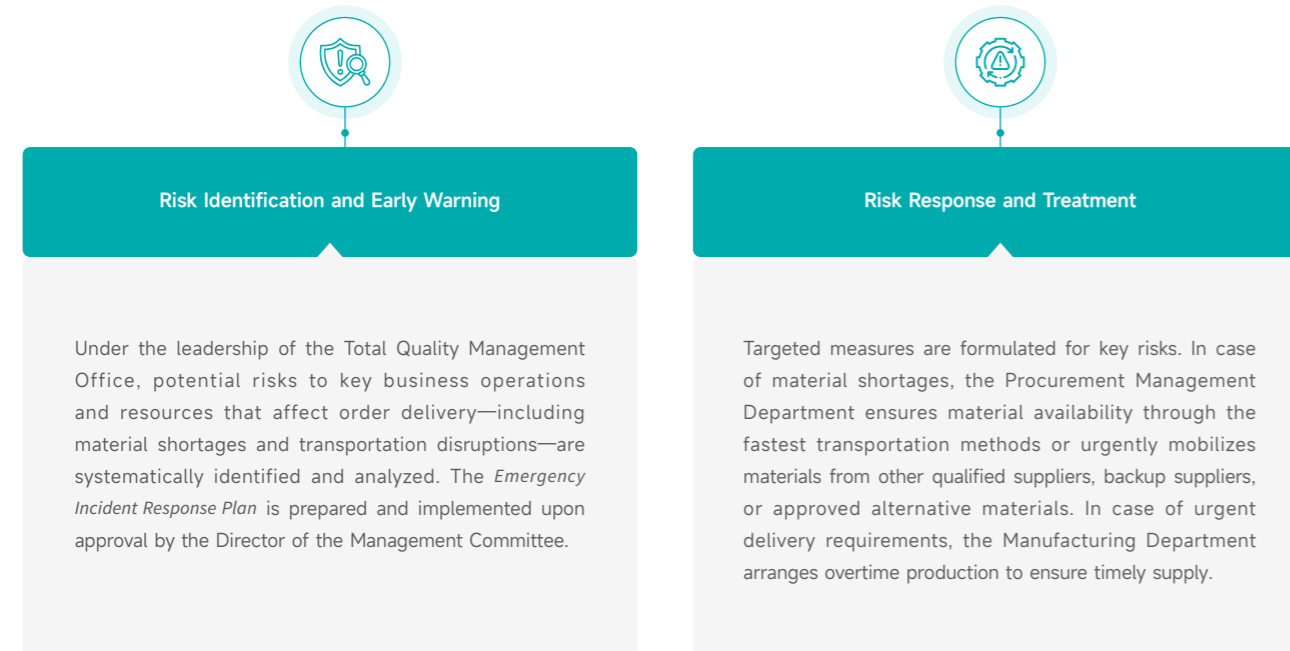 Risk Identification and Early Warning
Under the leadership of the Total Quality Management
Office, potential risks to key business operations
and resources that affect order delivery—including
material shortages and transportation disruptions—are
systematically identified and analyzed. The Emergency
Incident Response Plan is prepared and implemented upon
approval by the Director of the Management Committee.
Risk Response and Treatment
Targeted measures are formulated for key risks. In case
of material shortages, the Procurement Management
Department ensures material availability through the
fastest transportation methods or urgently mobilizes
materials from other qualified suppliers, backup suppliers,
or approved alternative materials. In case of urgent
delivery requirements, the Manufacturing Department
arranges overtime production to ensure timely supply.